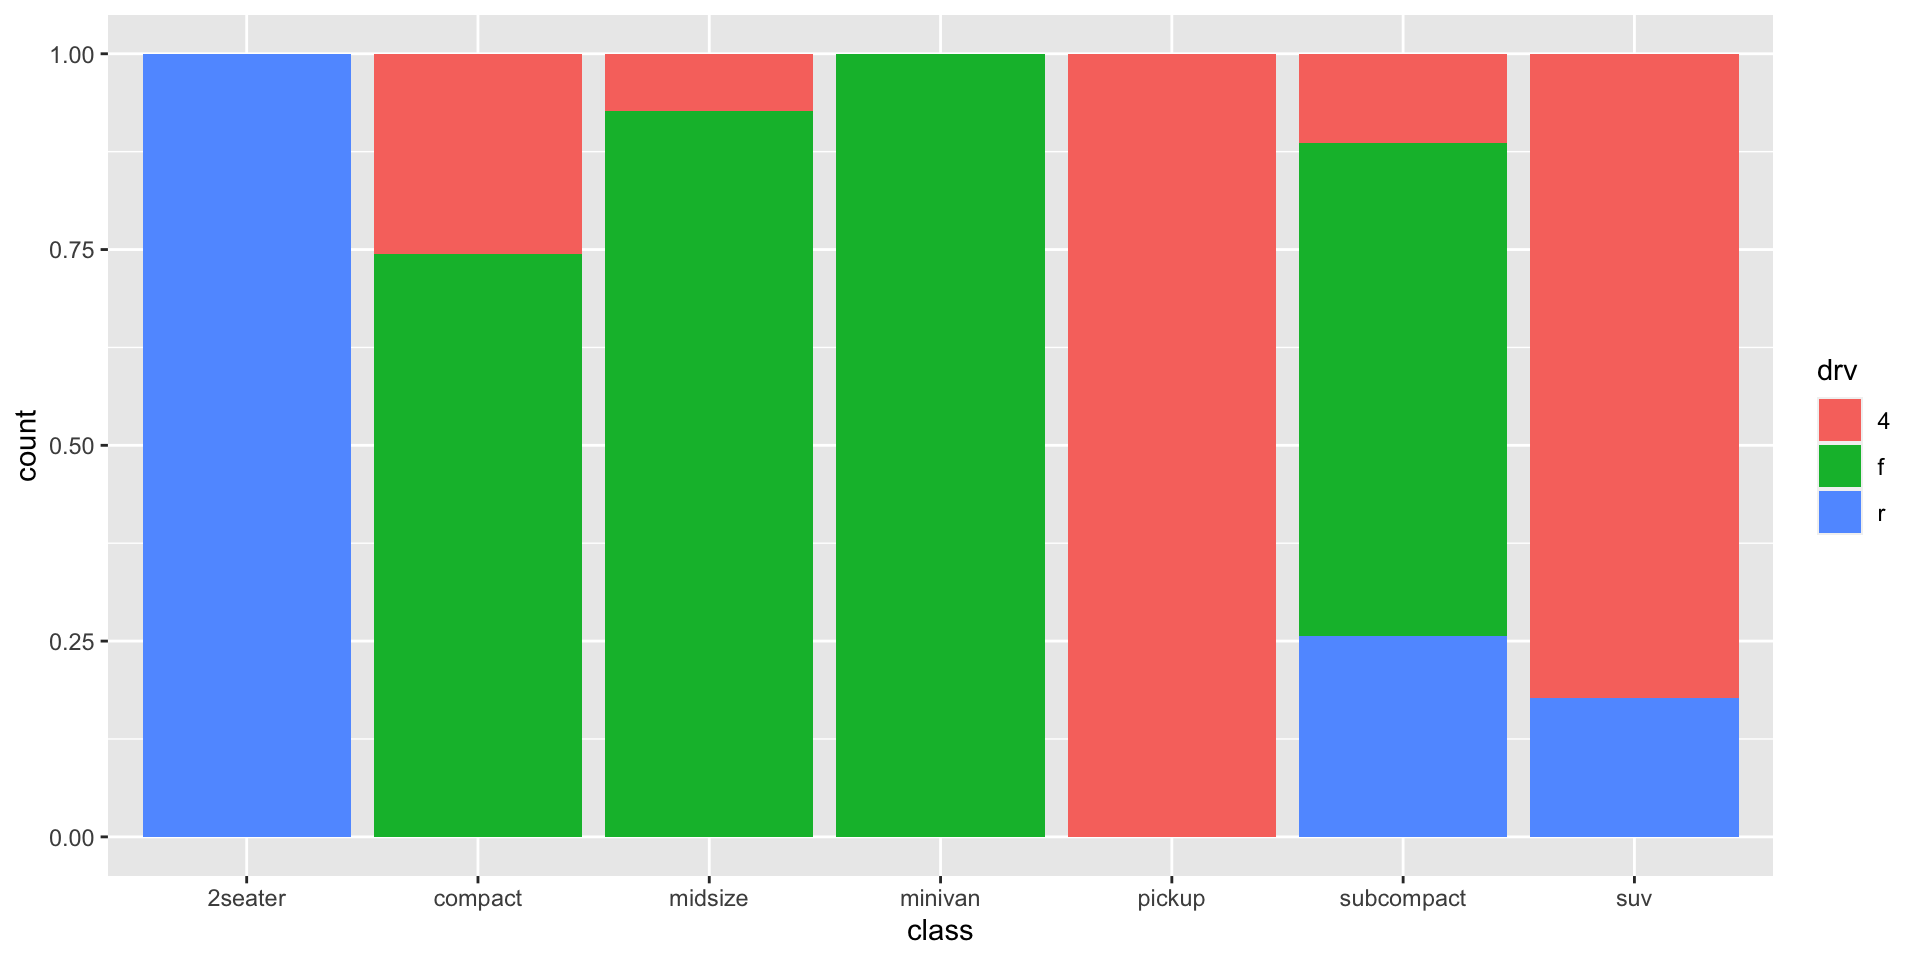 1.00
0.75
0.50
0.25
0.00
count
2seater compact midsize minivan pickup subcompact suv
class
drv
4
f
r